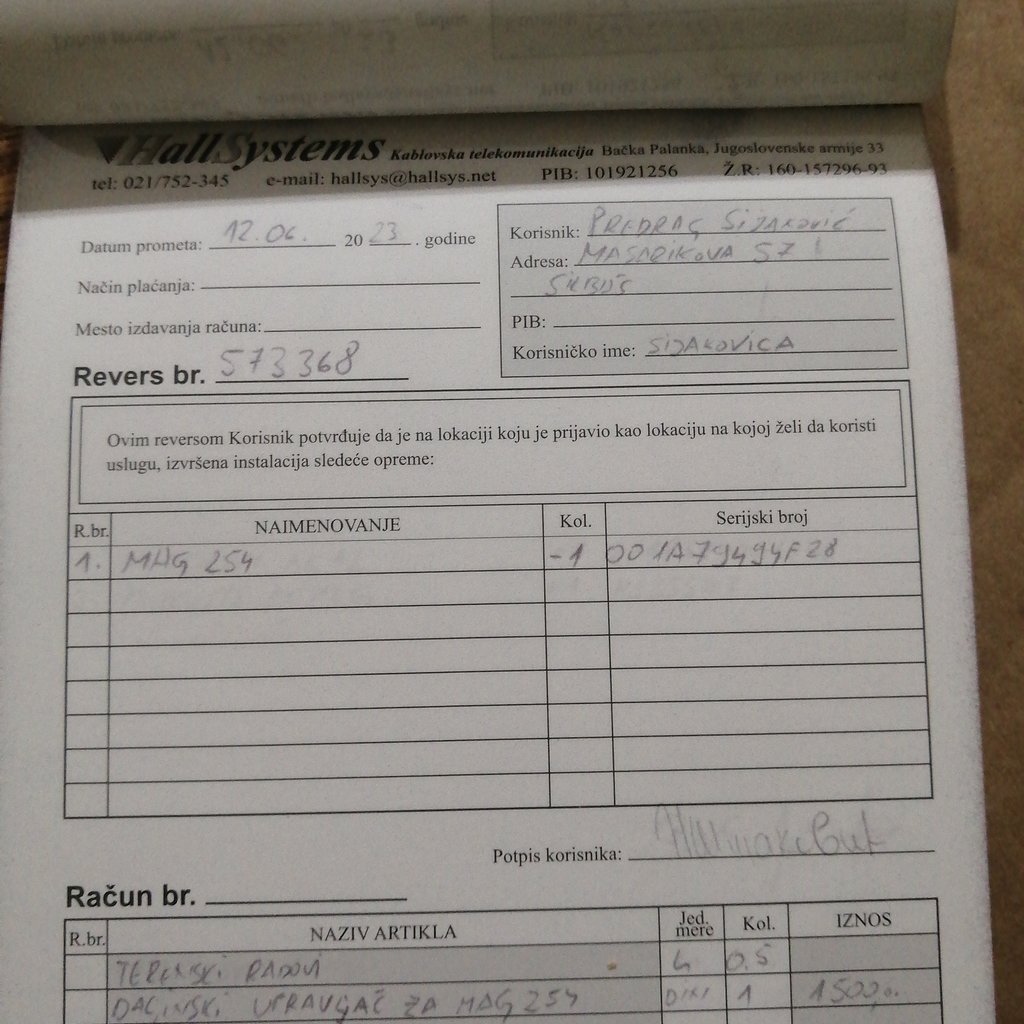 HallSystems Kablovska telekomunikacija Bačka Palanka, Jugoslovenske armije 33
tel: 021/752-345 e-mail: hallsys@hallsys.net PIB: 101921256 Ž.R: 160-157296-93
Datum prometa: 12.06. 2023. godine
Način plaćanja:
Mesto izdavanja računa:
Revers br. 573368
Korisnik: PREDRAG SIJAKOVIĆ
Adresa: MASARIKOVA 57
PIB:
Korisničko ime: SIJAKOVICA
Ovim reversom Korisnik potvrđuje da je na lokaciji koju je prijavio kao lokaciju na kojoj želi da koristi
uslugu, izvršena instalacija sledeće opreme:
R.br. NAIMENOVANJE Kol. Serijski broj
1. MAG 254 -1 001A79494F28
Potpis korisnika:
Račun br.
R.br. NAZIV ARTIKLA Jed. mere Kol. IZNOS
TERENSKI RADOVI 0.5
DALJINSKI UPRAVLJAČ ZA MAG 254 1